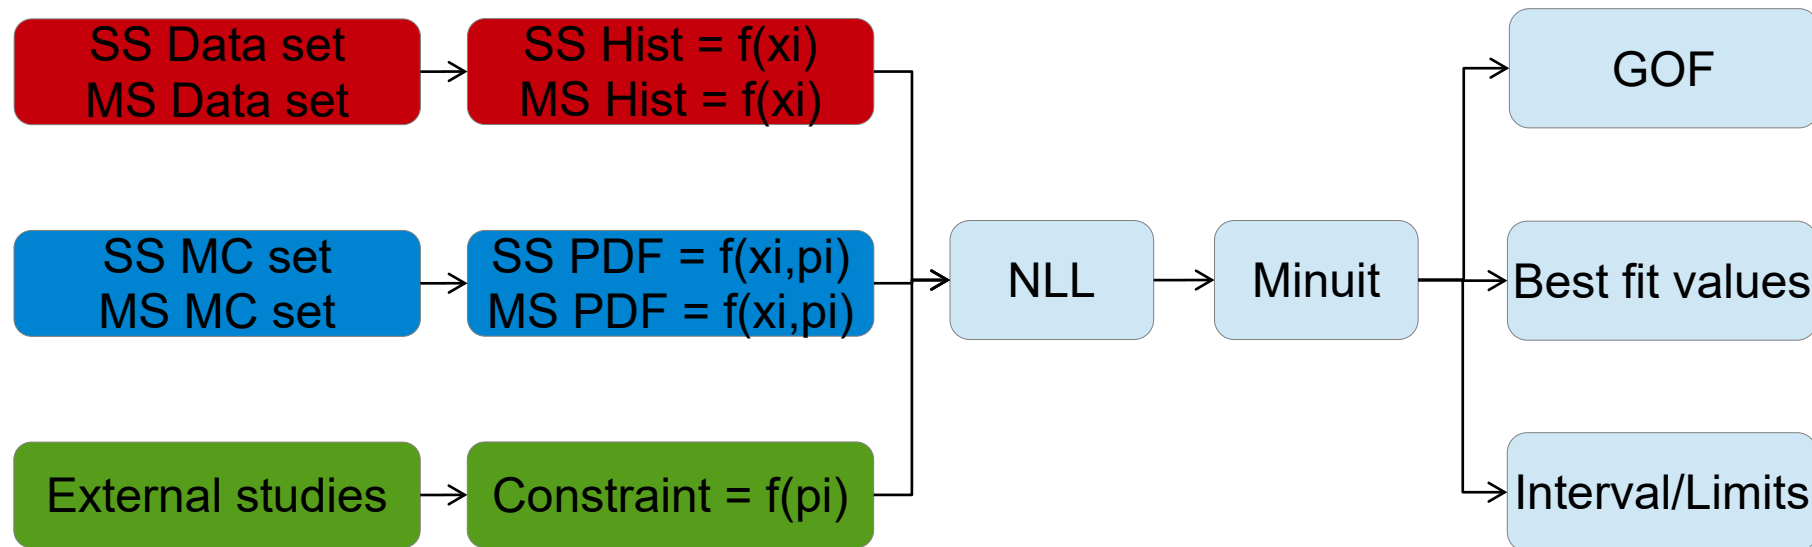 SS Data set
MS Data set
SS Hist = f(xi)
MS Hist = f(xi)
GOF
SS MC set
MS MC set
SS PDF = f(xi,pi)
MS PDF = f(xi,pi)
NLL
Minuit
Best fit values
External studies
Constraint = f(pi)
Interval/Limits